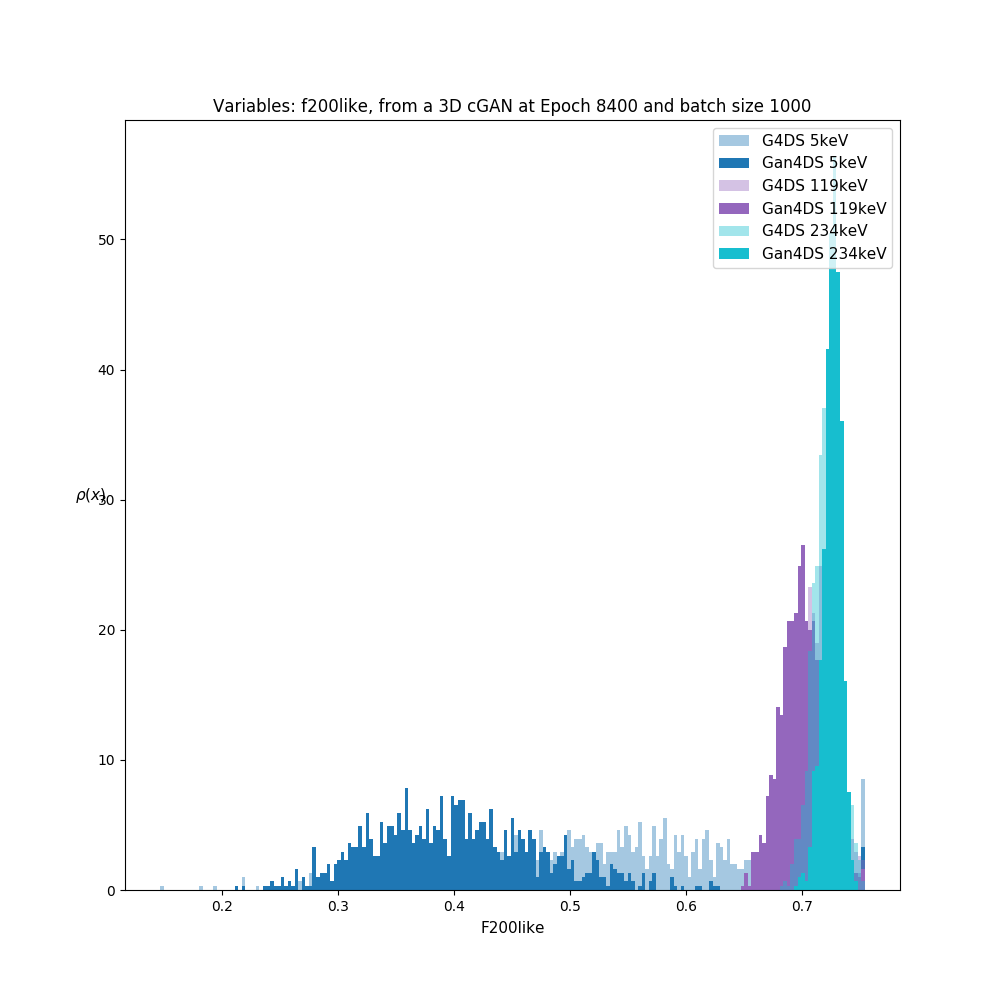 Variables: f200like, from a 3D cGAN at Epoch 8400 and batch size 1000
G4DS 5keV
Gan4DS 5keV
G4DS 119keV
Gan4DS 119keV
G4DS 234keV
Gan4DS 234keV
50
40
30
ρ(x)
20
10
0
0.2 0.3 0.4 0.5 0.6 0.7
F200like